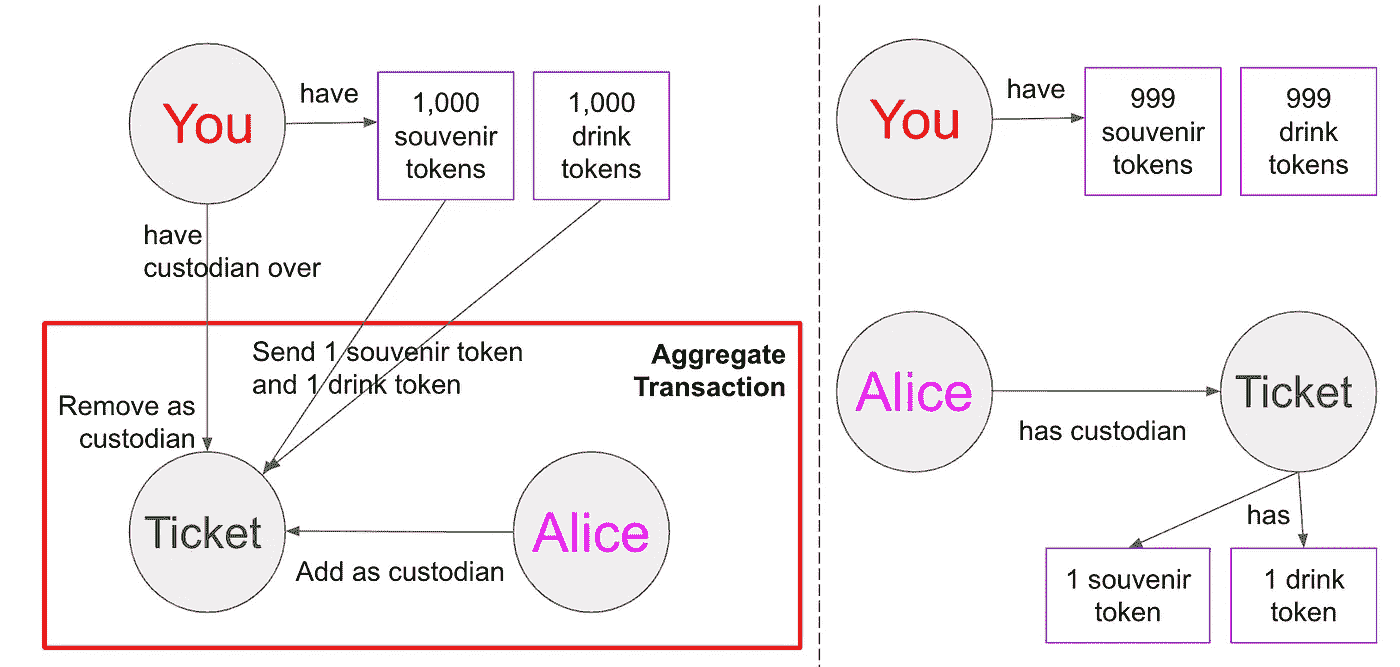 You
have
1,000
souvenir
tokens
1,000
drink
tokens
have
custodian over
Send 1 souvenir token
and 1 drink token
Aggregate
Transaction
Remove as
custodian
Ticket
Add as custodian
Alice
You
have
999
souvenir
tokens
999
drink
tokens
Alice
has custodian
Ticket
has
1 souvenir
token
1 drink
token